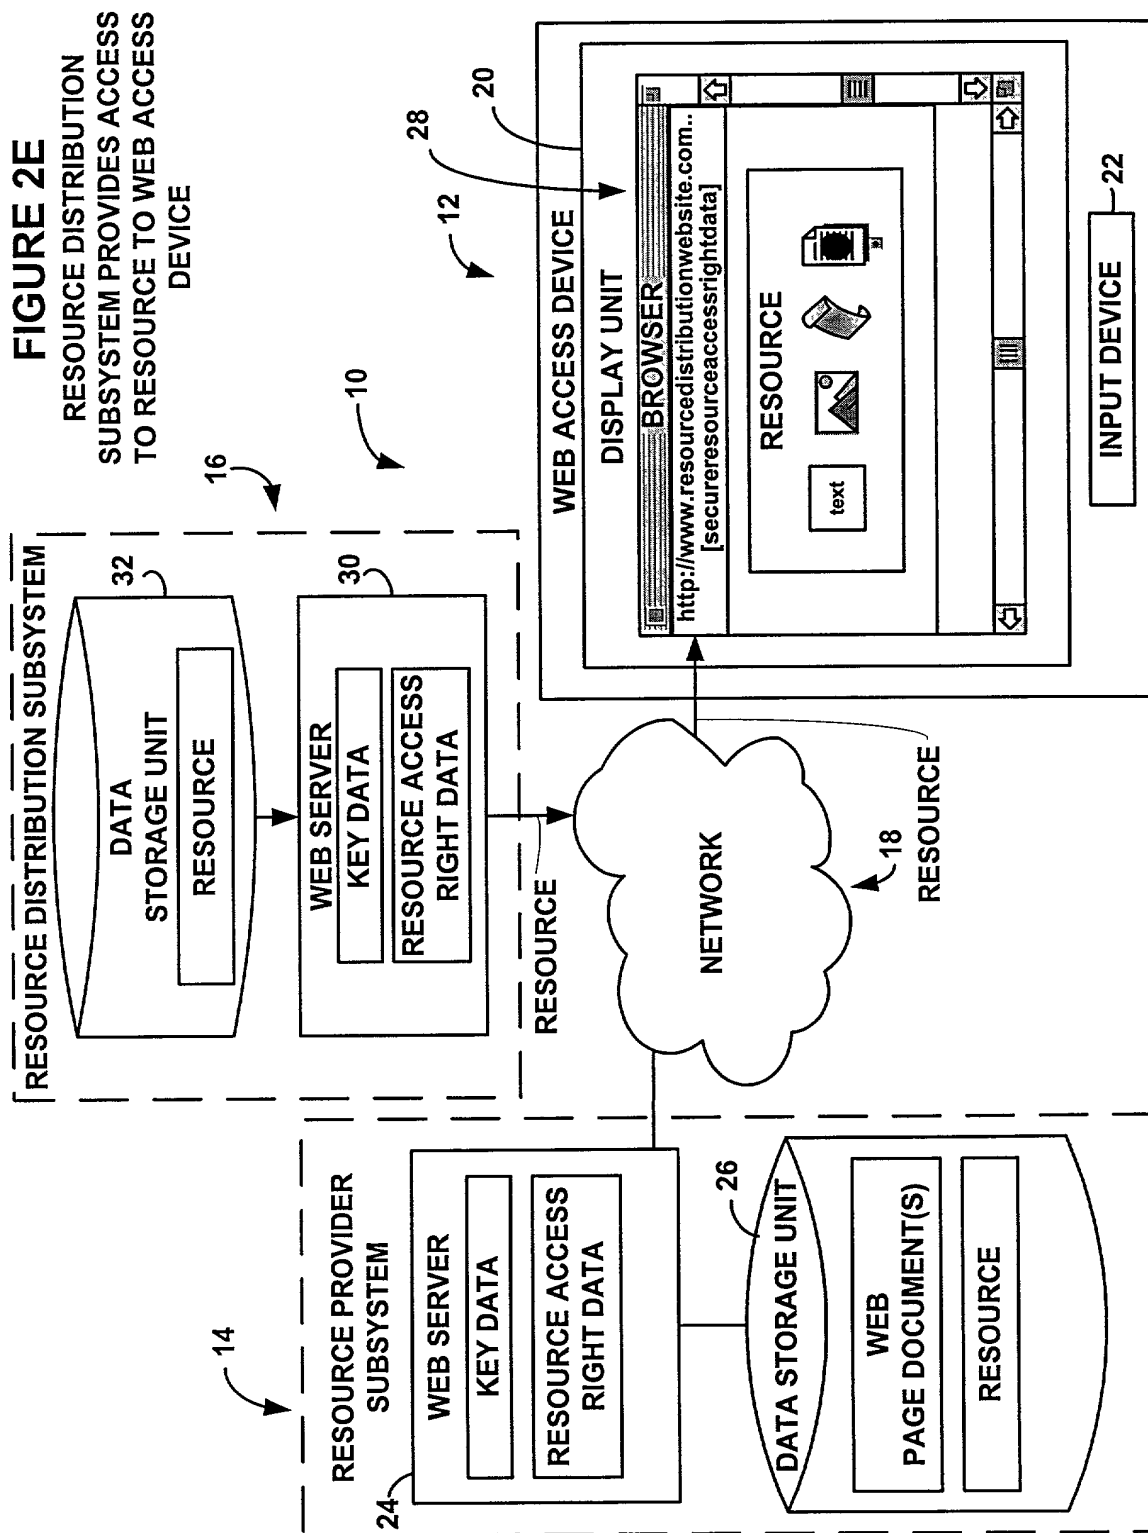 FIGURE 2E
RESOURCE DISTRIBUTION
SUBSYSTEM PROVIDES ACCESS
TO RESOURCE TO WEB ACCESS
DEVICE
10
12
14
16
RESOURCE DISTRIBUTION SUBSYSTEM
32
DATA
STORAGE UNIT
RESOURCE
30
WEB SERVER
KEY DATA
RESOURCE ACCESS
RIGHT DATA
RESOURCE
NETWORK
18
RESOURCE
RESOURCE PROVIDER
SUBSYSTEM
24
WEB SERVER
KEY DATA
RESOURCE ACCESS
RIGHT DATA
26
DATA STORAGE UNIT
WEB
PAGE DOCUMENT(S)
RESOURCE
WEB ACCESS DEVICE
20
DISPLAY UNIT
28
BROWSER
http://www.resourcedistributionwebsite.com..
[secureresourceaccessrightdata]
RESOURCE
text
INPUT DEVICE
22